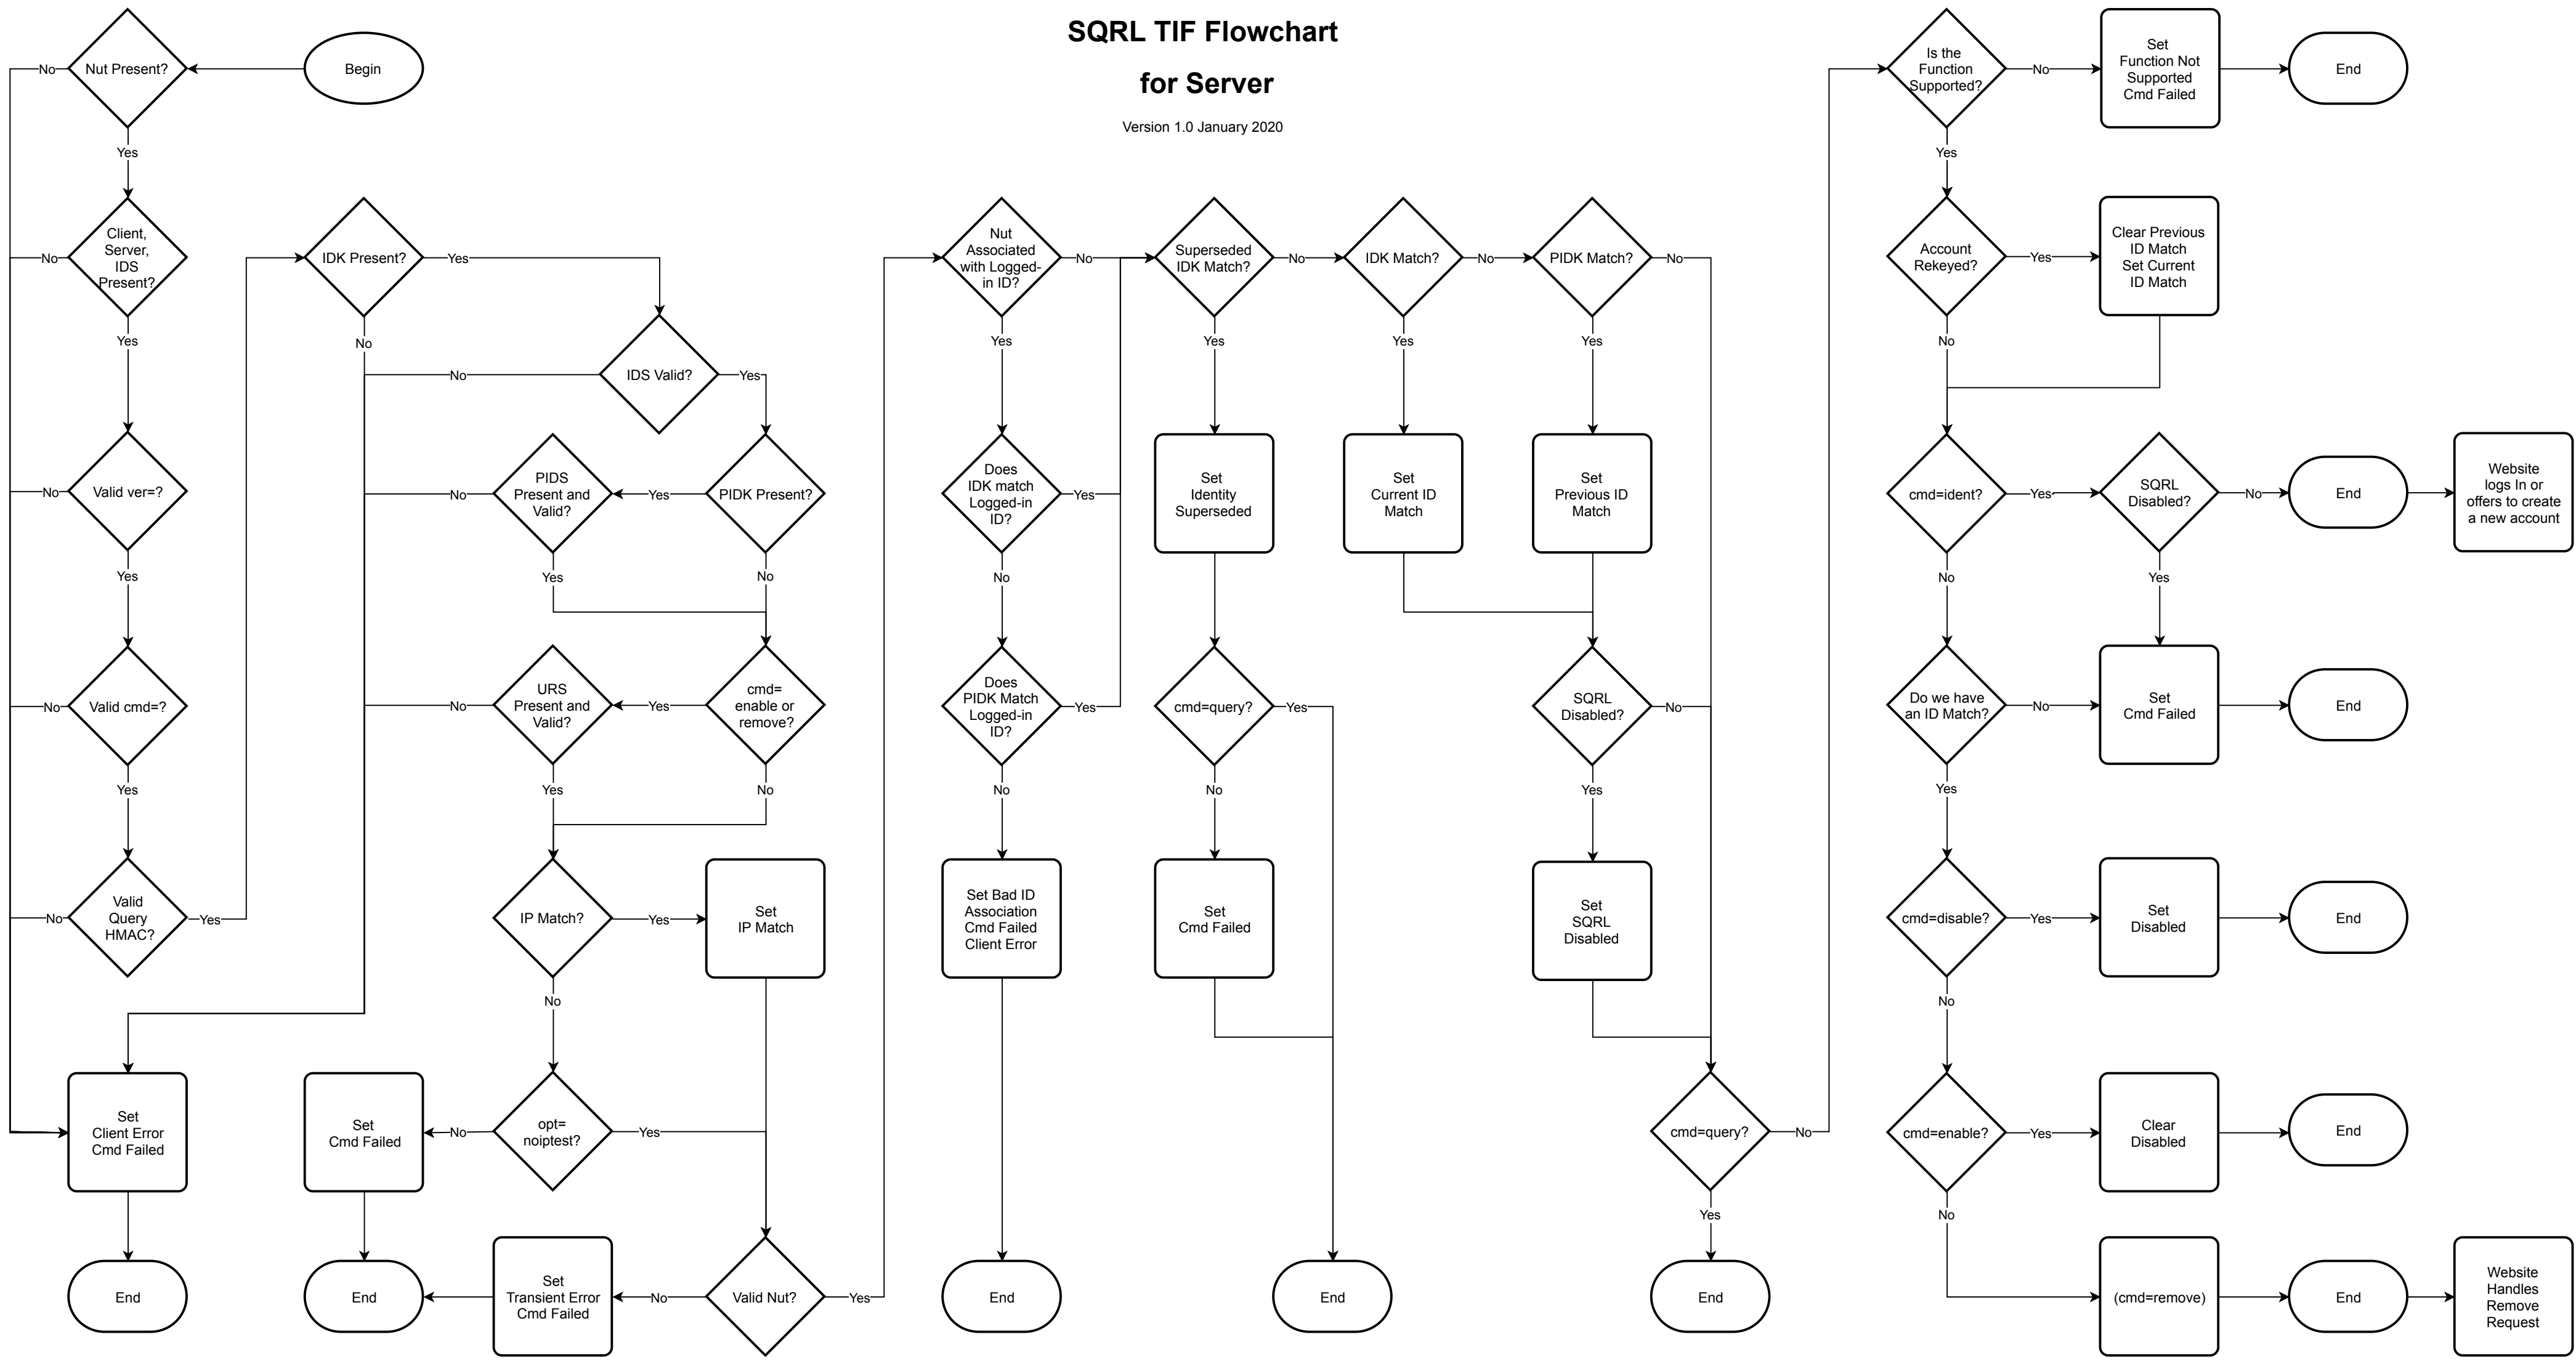 SQRL TIF Flowchart
for Server
Version 1.0 January 2020
Begin
Nut Present?
No
Yes
Client,
Server,
IDS
Present?
No
Yes
Valid ver=?
No
Yes
Valid cmd=?
No
Yes
Valid
Query
HMAC?
No
Yes
Set
Client Error
Cmd Failed
End
IDK Present?
Yes
No
IDS Valid?
No
Yes
PIDK Present?
Yes
No
PIDS
Present and
Valid?
No
Yes
cmd=
enable or
remove?
Yes
No
URS
Present and
Valid?
No
Yes
IP Match?
Yes
No
Set
IP Match
opt=
noiptest?
No
Yes
Set
Cmd Failed
End
Valid Nut?
No
Yes
Set
Transient Error
Cmd Failed
Nut
Associated
with Logged-
in ID?
No
Yes
Does
IDK match
Logged-in
ID?
Yes
No
Does
PIDK Match
Logged-in
ID?
Yes
No
Set Bad ID
Association
Cmd Failed
Client Error
End
Superseded
IDK Match?
No
Yes
Set
Identity
Superseded
cmd=query?
Yes
No
Set
Cmd Failed
End
IDK Match?
No
Yes
Set
Current ID
Match
PIDK Match?
No
Yes
Set
Previous ID
Match
SQRL
Disabled?
No
Yes
Set
SQRL
Disabled
cmd=query?
No
Yes
End
Is the
Function
Supported?
No
Yes
Set
Function Not
Supported
Cmd Failed
End
Account
Rekeyed?
Yes
No
Clear Previous
ID Match
Set Current
ID Match
cmd=ident?
Yes
No
SQRL
Disabled?
No
Yes
End
Website
logs In or
offers to create
a new account
Do we have
an ID Match?
No
Yes
Set
Cmd Failed
End
cmd=disable?
Yes
No
Set
Disabled
End
cmd=enable?
Yes
No
Clear
Disabled
End
(cmd=remove)
End
Website
Handles
Remove
Request